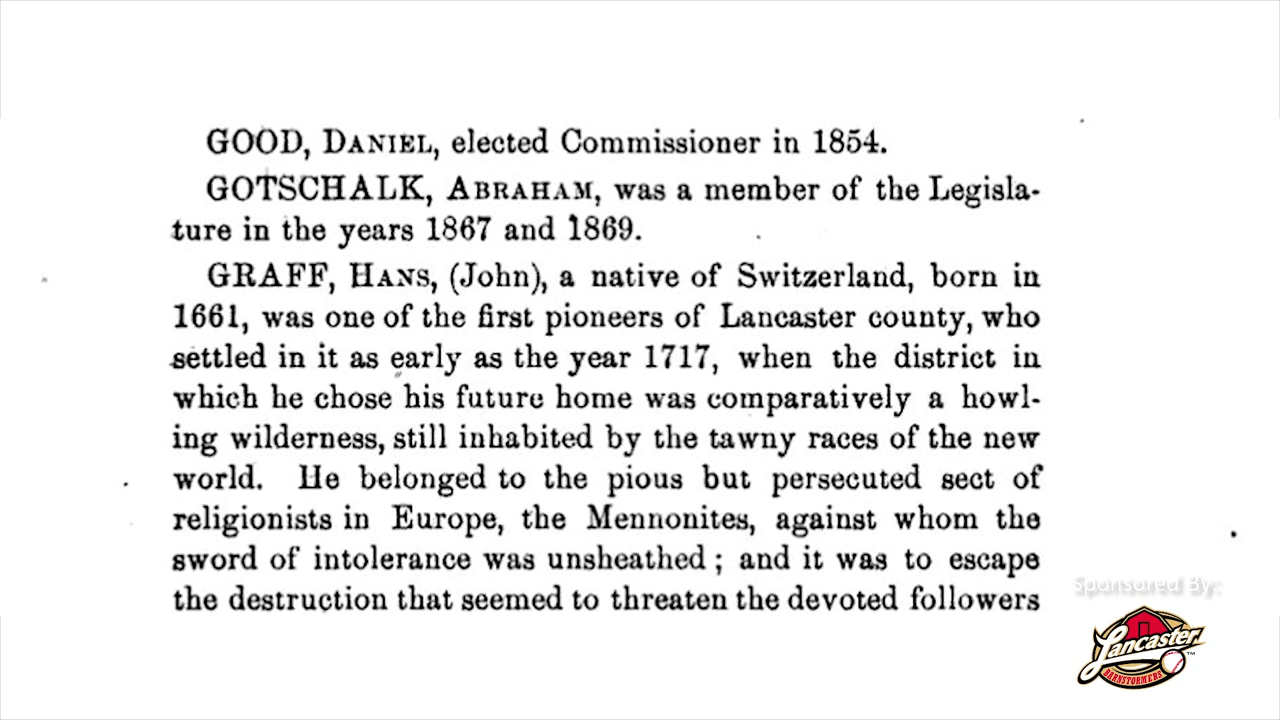 GOOD, DANIEL, elected Commissioner in 1854.
GOTSCHALK, ABRAHAM, was a member of the Legisla-
ture in the years 1867 and 1869.
GRAFF, HANS, (John), a native of Switzerland, born in
1661, was one of the first pioneers of Lancaster county, who
settled in it as early as the year 1717, when the district in
which he chose his future home was comparatively a howl-
ing wilderness, still inhabited by the tawny races of the new
world. He belonged to the pious but persecuted sect of
religionists in Europe, the Mennonites, against whom the
sword of intolerance was unsheathed; and it was to escape
the destruction that seemed to threaten the devoted followers
Sponsored By:
Lancaster
BARNSTORMERS
TM